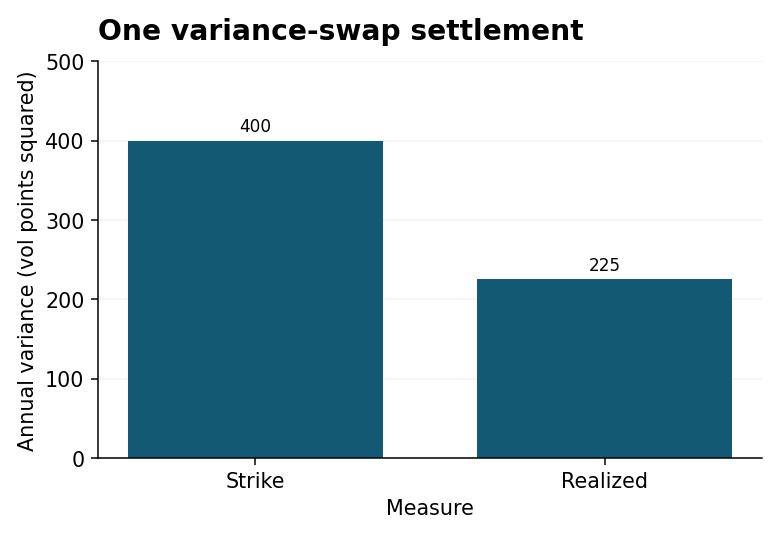 One variance-swap settlement
Annual variance (vol points squared)
500
400
300
200
100
0
400
225
Strike
Realized
Measure